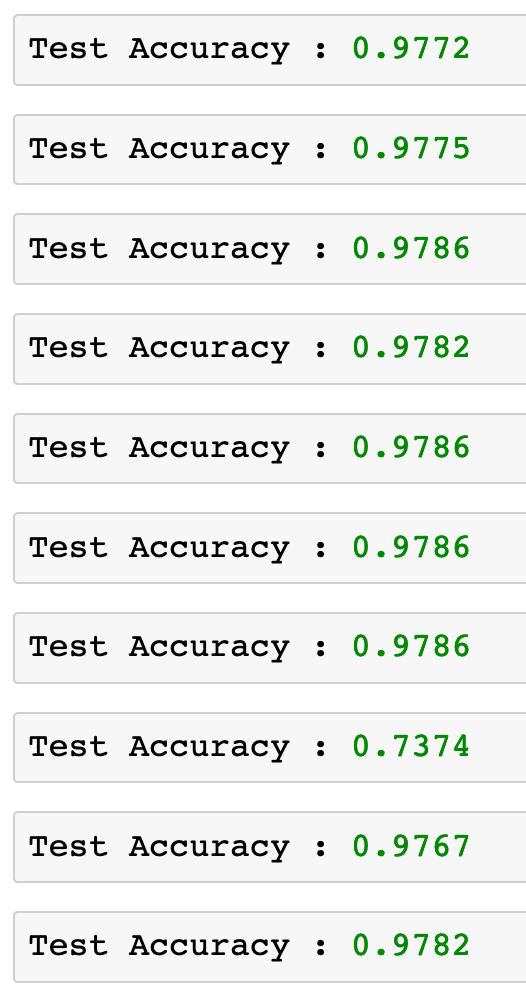 Test Accuracy : 0.9772
Test Accuracy : 0.9775
Test Accuracy : 0.9786
Test Accuracy : 0.9782
Test Accuracy : 0.9786
Test Accuracy : 0.9786
Test Accuracy : 0.9786
Test Accuracy : 0.7374
Test Accuracy : 0.9767
Test Accuracy : 0.9782